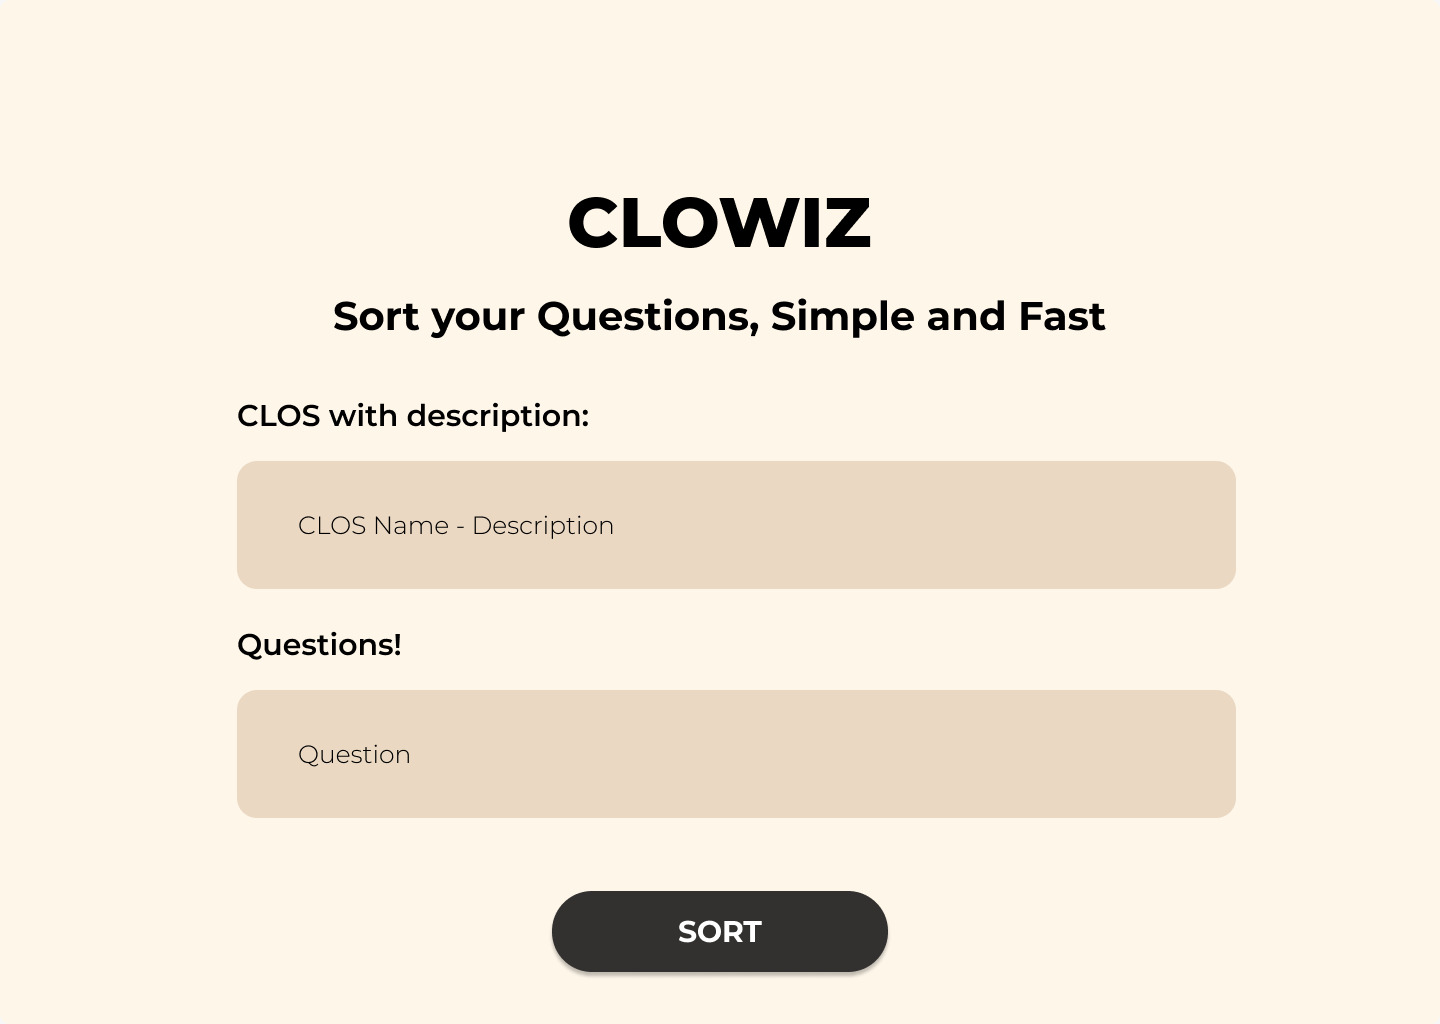 CLOWIZ
Sort your Questions, Simple and Fast
CLOS with description:
CLOS Name - Description
Questions!
Question
SORT